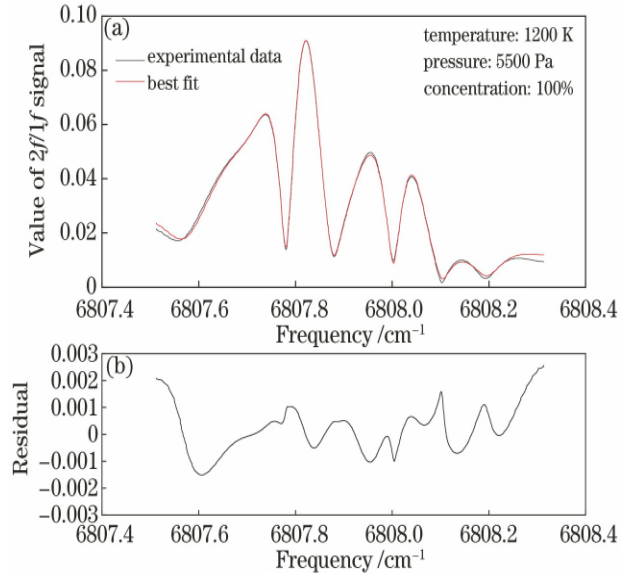 (a)
experimental data
best fit
temperature: 1200 K
pressure: 5500 Pa
concentration: 100%
Value of 2f/1f signal
0.10
0.08
0.06
0.04
0.02
0
6807.4 6807.6 6807.8 6808.0 6808.2 6808.4
Frequency /cm⁻¹
(b)
Residual
0.003
0.002
0.001
0
−0.001
−0.002
−0.003
6807.4 6807.6 6807.8 6808.0 6808.2 6808.4
Frequency /cm⁻¹